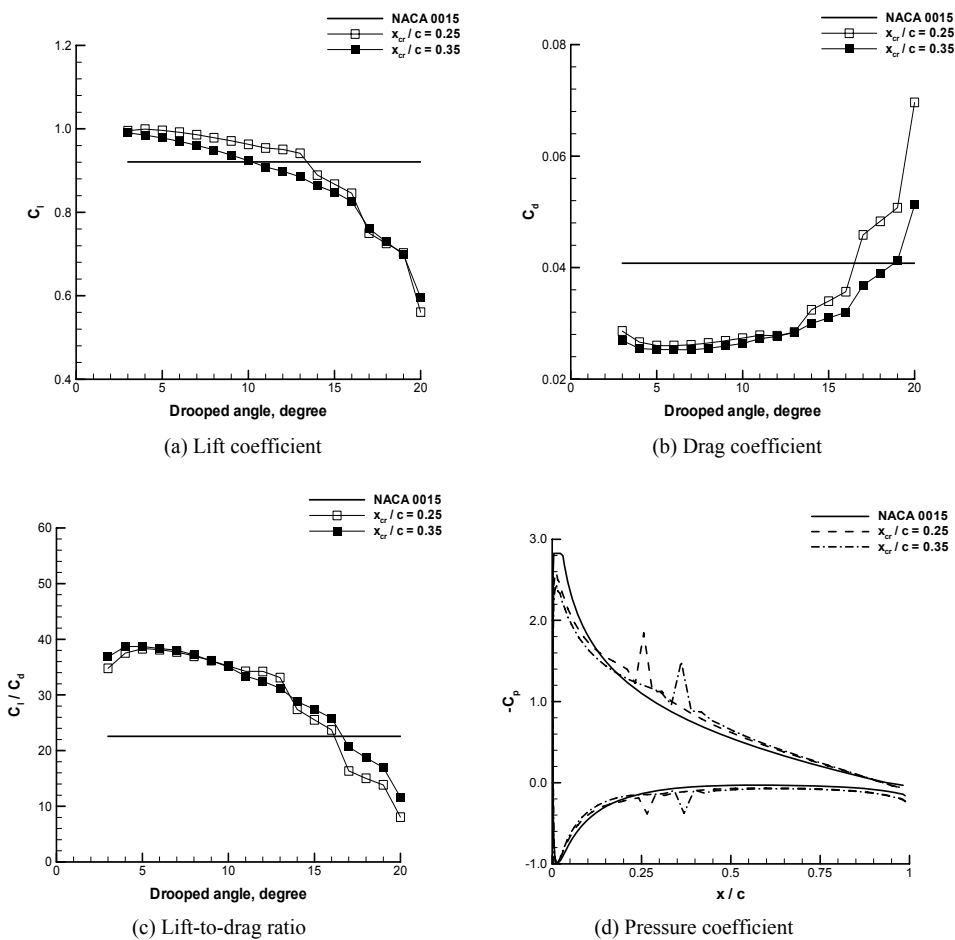 NACA 0015
x_cr / c = 0.25
x_cr / c = 0.35
1.2
1.0
0.8
0.6
0.4
C_l
0 5 10 15 20
Drooped angle, degree
(a) Lift coefficient
NACA 0015
x_cr / c = 0.25
x_cr / c = 0.35
0.08
0.06
0.04
0.02
C_d
0 5 10 15 20
Drooped angle, degree
(b) Drag coefficient
NACA 0015
x_cr / c = 0.25
x_cr / c = 0.35
60
50
40
30
20
10
0
C_l / C_d
0 5 10 15 20
Drooped angle, degree
(c) Lift-to-drag ratio
NACA 0015
x_cr / c = 0.25
x_cr / c = 0.35
3.0
2.0
1.0
0.0
-1.0
-C_p
0 0.25 0.5 0.75 1
x / c
(d) Pressure coefficient